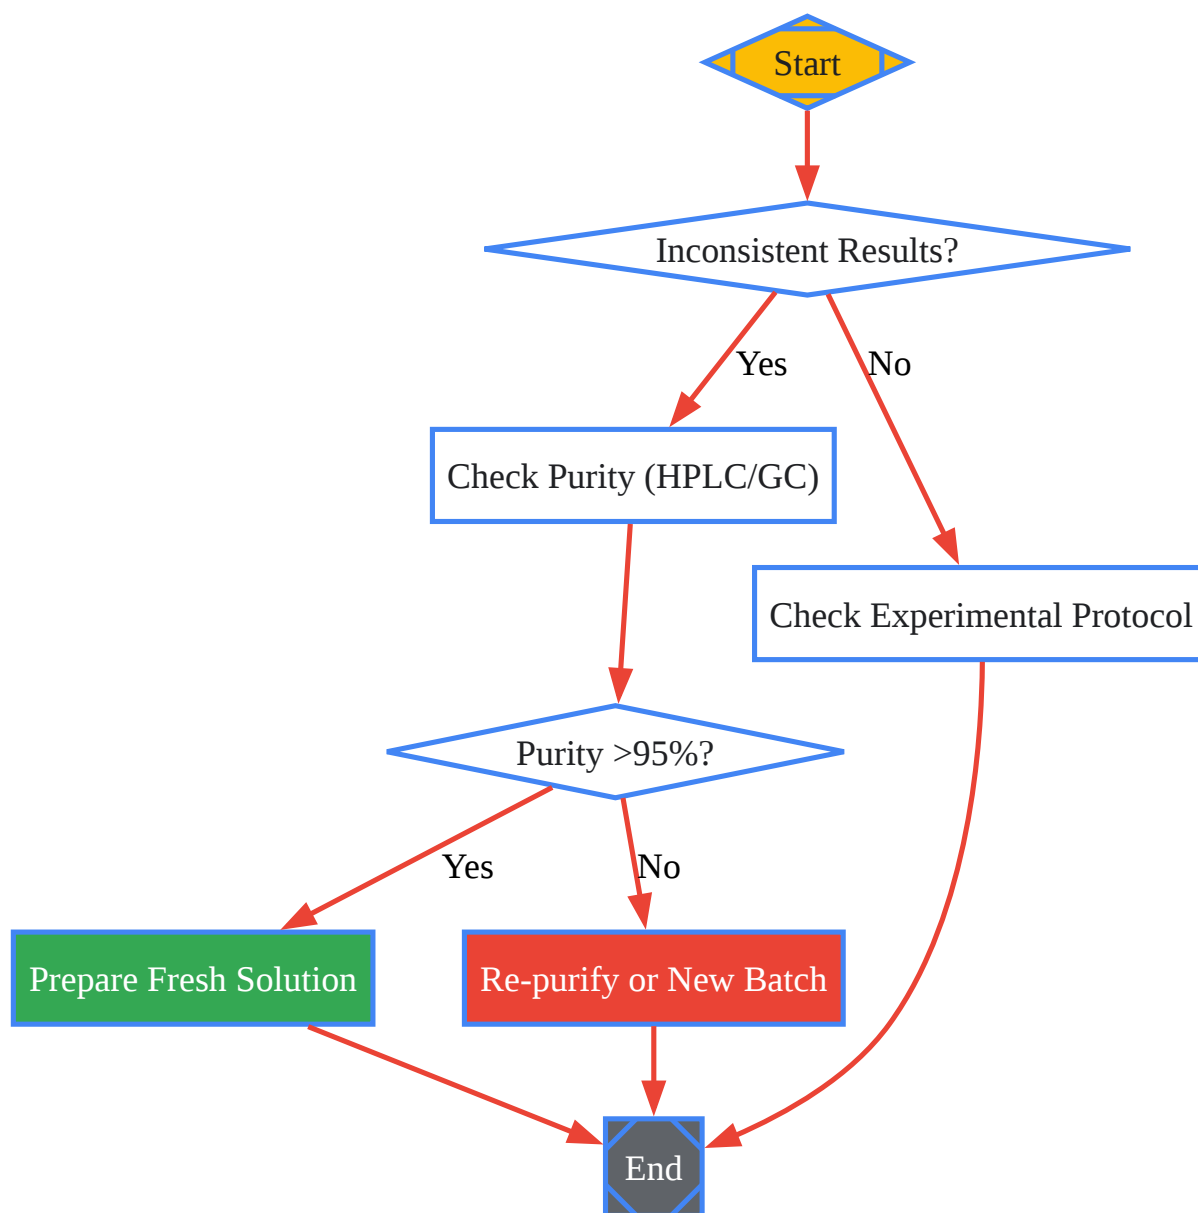 Start
Inconsistent Results?
Yes
No
Check Purity (HPLC/GC)
Check Experimental Protocol
Purity >95%?
Yes
No
Prepare Fresh Solution
Re-purify or New Batch
End